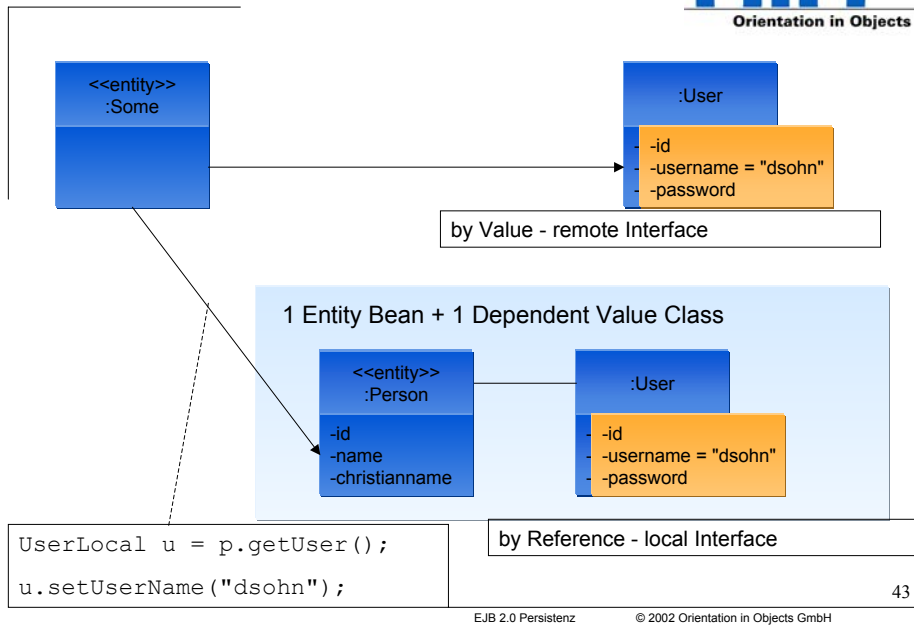 Orientation in Objects
<<entity>>
:Some
:User
- -id
- -username = "dsohn"
- -password
by Value - remote Interface
1 Entity Bean + 1 Dependent Value Class
<<entity>>
:Person
-id
-name
-christianname
:User
- -id
- -username = "dsohn"
- -password
by Reference - local Interface
UserLocal u = p.getUser();
u.setUserName("dsohn");
43
EJB 2.0 Persistenz
© 2002 Orientation in Objects GmbH